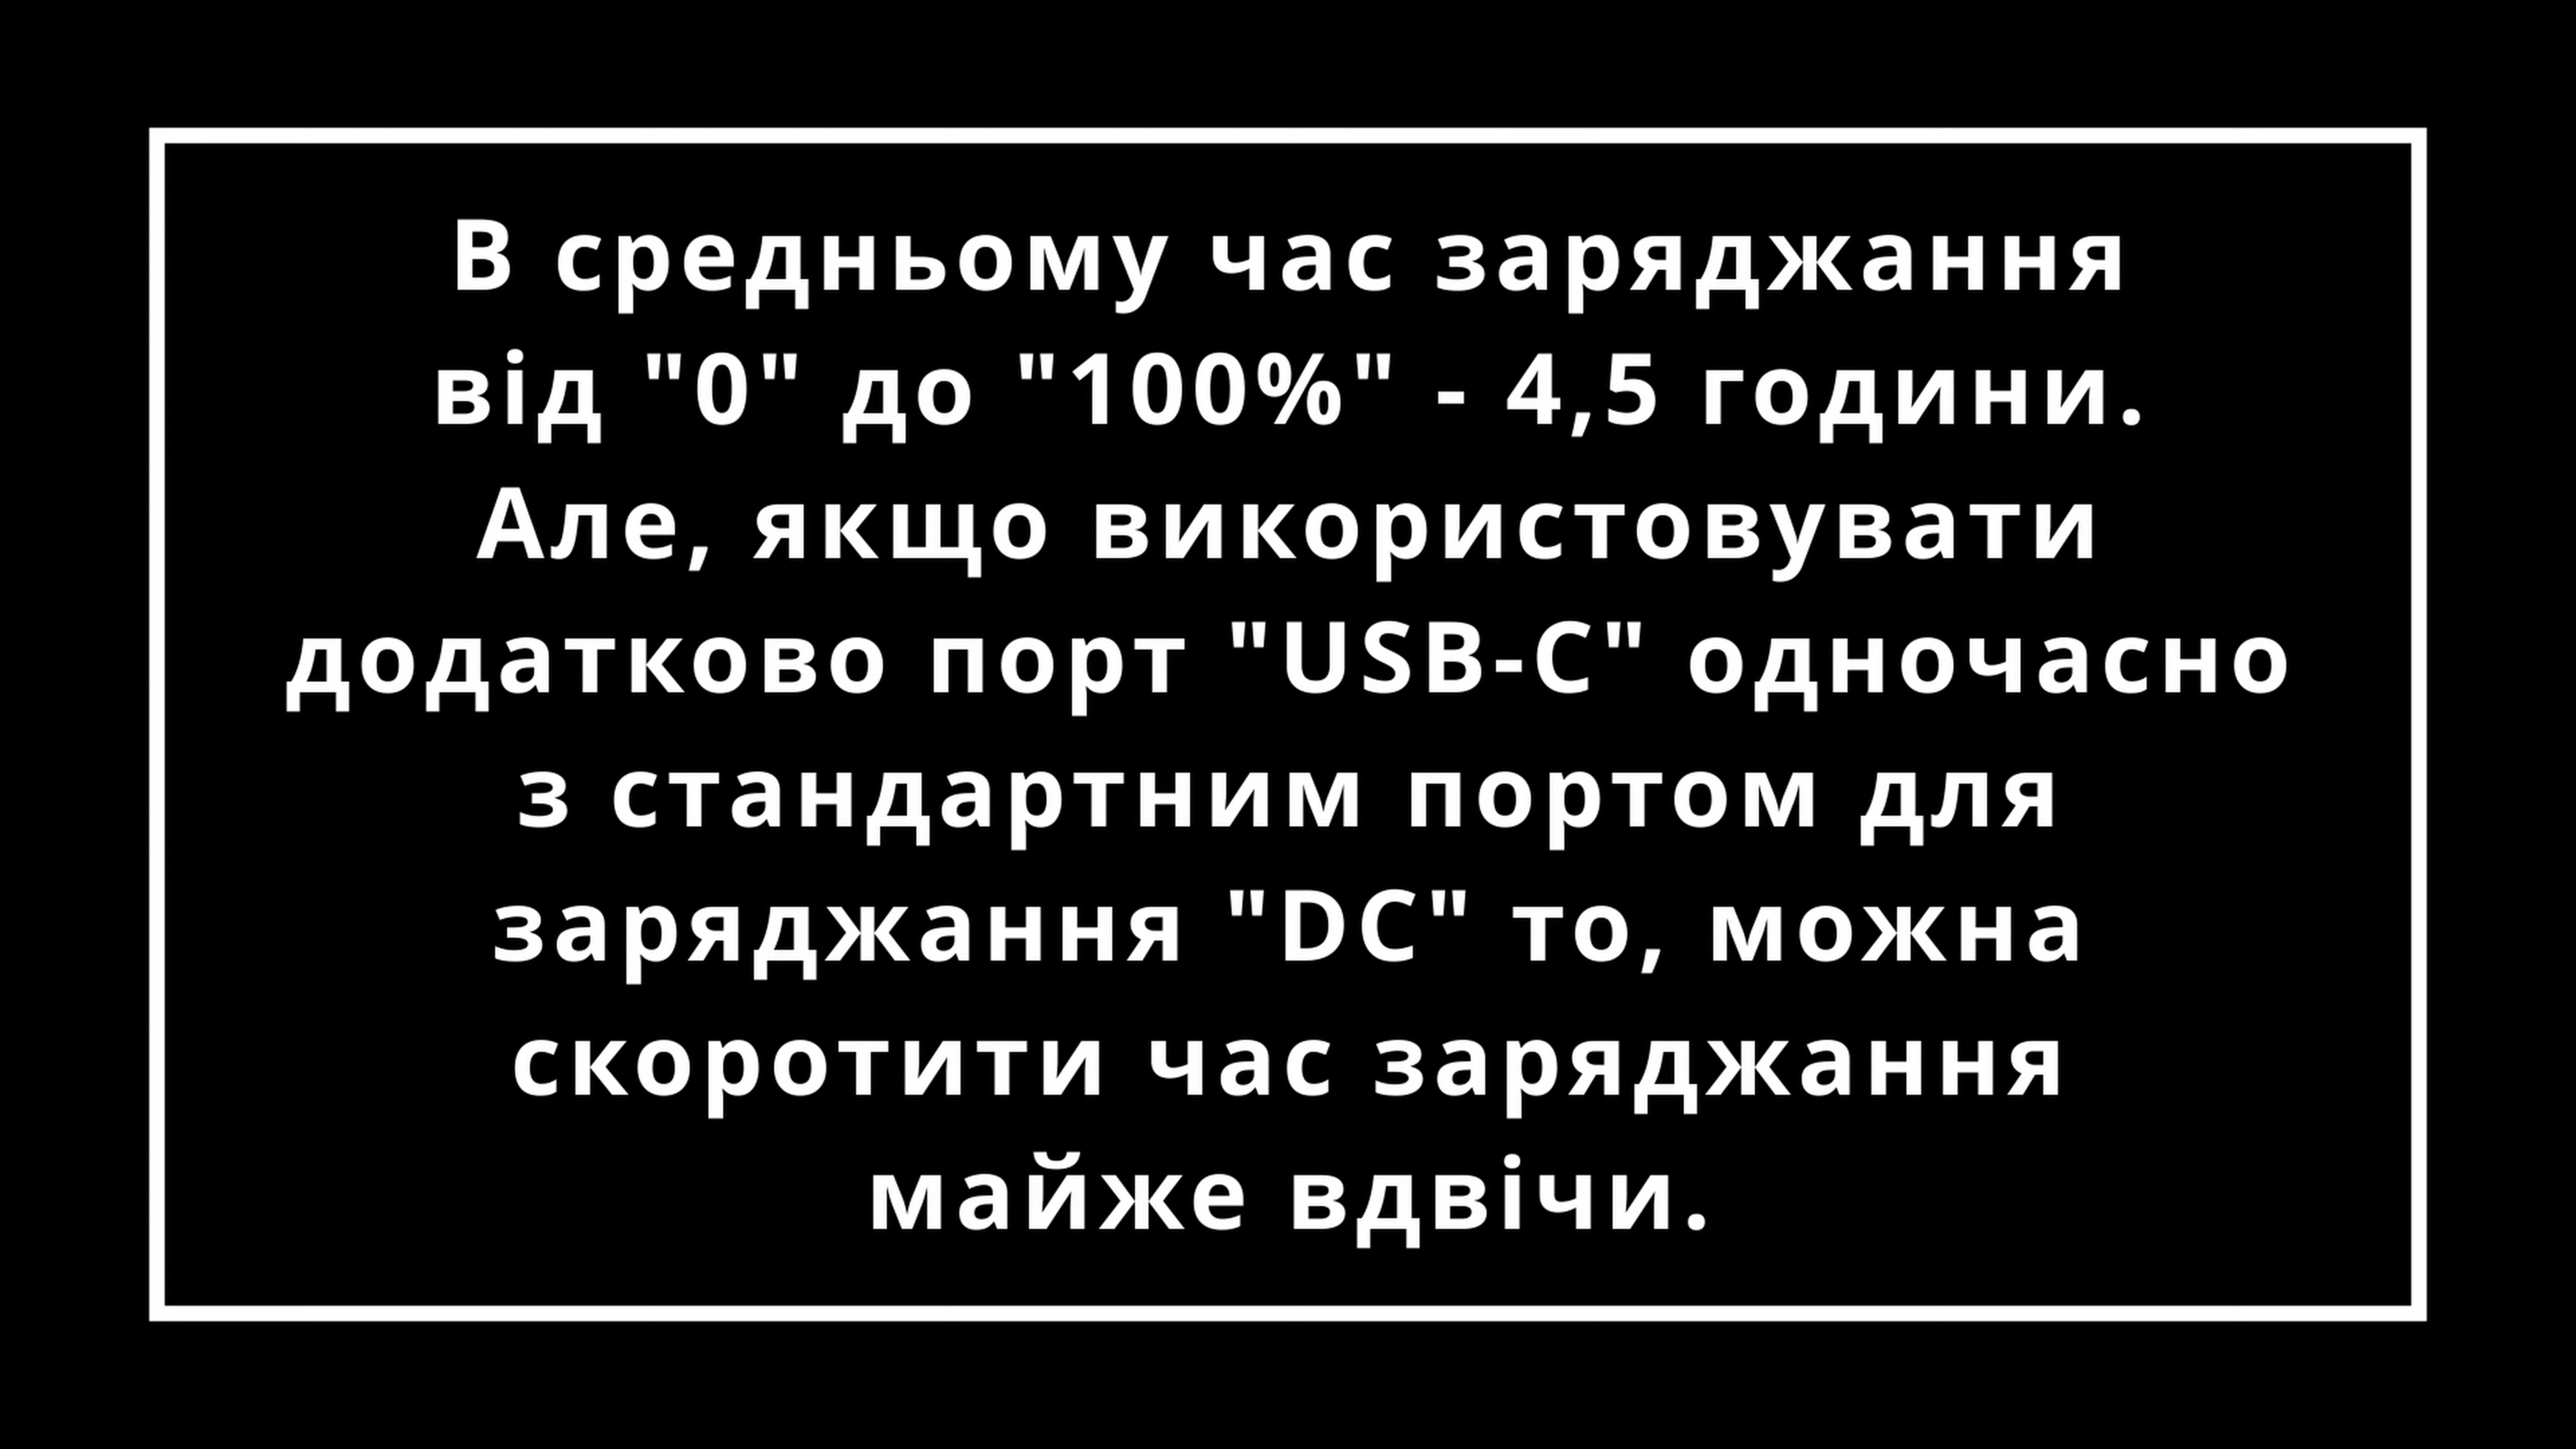 В средньому час заряджання
від "0" до "100%" - 4,5 години.
Але, якщо використовувати
додатково порт "USB-C" одночасно
з стандартним портом для
заряджання "DC" то, можна
скоротити час заряджання
майже вдвічи.